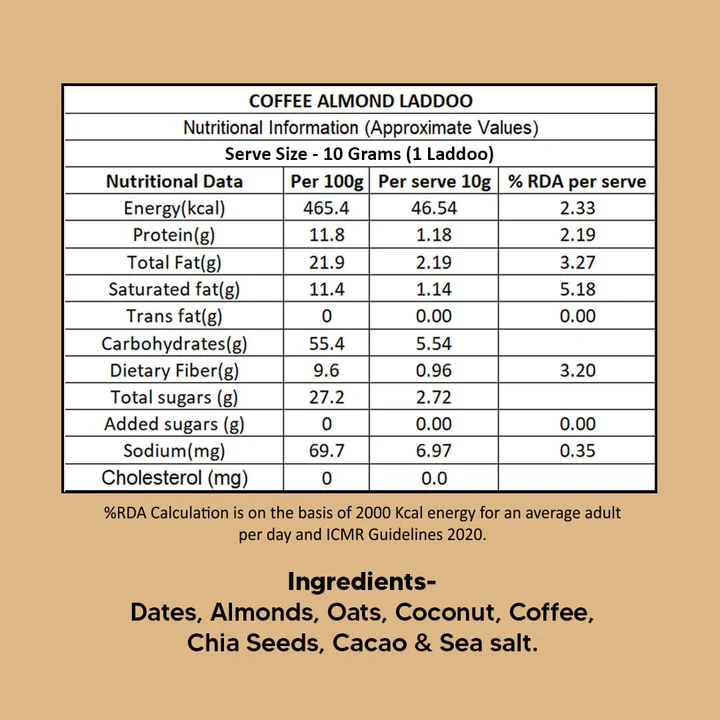 COFFEE ALMOND LADDOO
Nutritional Information (Approximate Values)
Serve Size - 10 Grams (1 Laddoo)
Nutritional Data Per 100g Per serve 10g % RDA per serve
Energy(kcal) 465.4 46.54 2.33
Protein(g) 11.8 1.18 2.19
Total Fat(g) 21.9 2.19 3.27
Saturated fat(g) 11.4 1.14 5.18
Trans fat(g) 0 0.00 0.00
Carbohydrates(g) 55.4 5.54
Dietary Fiber(g) 9.6 0.96 3.20
Total sugars (g) 27.2 2.72
Added sugars (g) 0 0.00 0.00
Sodium(mg) 69.7 6.97 0.35
Cholesterol (mg) 0 0.0
%RDA Calculation is on the basis of 2000 Kcal energy for an average adult
per day and ICMR Guidelines 2020.
Ingredients-
Dates, Almonds, Oats, Coconut, Coffee,
Chia Seeds, Cacao & Sea salt.